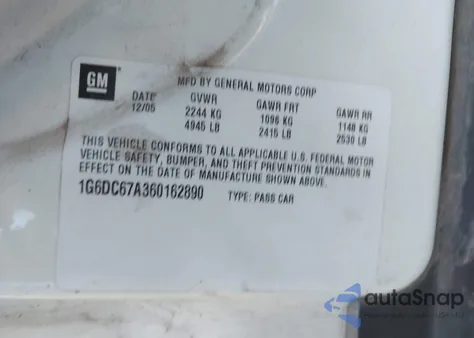 GM
MFD BY GENERAL MOTORS CORP
DATE GVWR GAWR FRT GAWR RR
12/05 2244 KG 1096 KG 1148 KG
4945 LB 2415 LB 2530 LB
THIS VEHICLE CONFORMS TO ALL APPLICABLE U.S. FEDERAL MOTOR
VEHICLE SAFETY, BUMPER, AND THEFT PREVENTION STANDARDS IN
EFFECT ON THE DATE OF MANUFACTURE SHOWN ABOVE.
1G6DC67A360162890 TYPE: PASS CAR
autoSnap